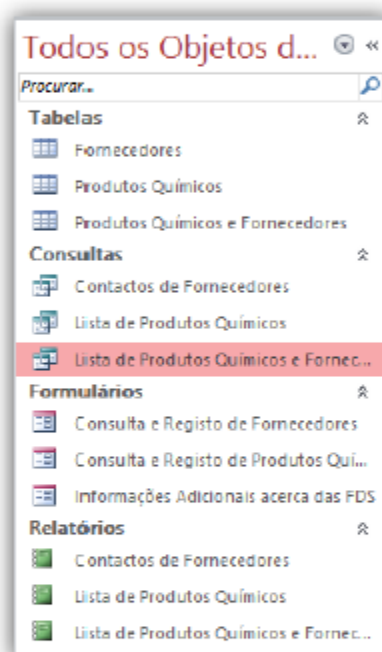 Todos os Objetos d...
Procurar...
Tabelas
Fornecedores
Produtos Químicos
Produtos Químicos e Fornecedores
Consultas
Contactos de Fornecedores
Lista de Produtos Químicos
Lista de Produtos Químicos e Fornec...
Formulários
Consulta e Registo de Fornecedores
Consulta e Registo de Produtos Quí...
Informações Adicionais acerca das FDS
Relatórios
Contactos de Fornecedores
Lista de Produtos Químicos
Lista de Produtos Químicos e Fornec...